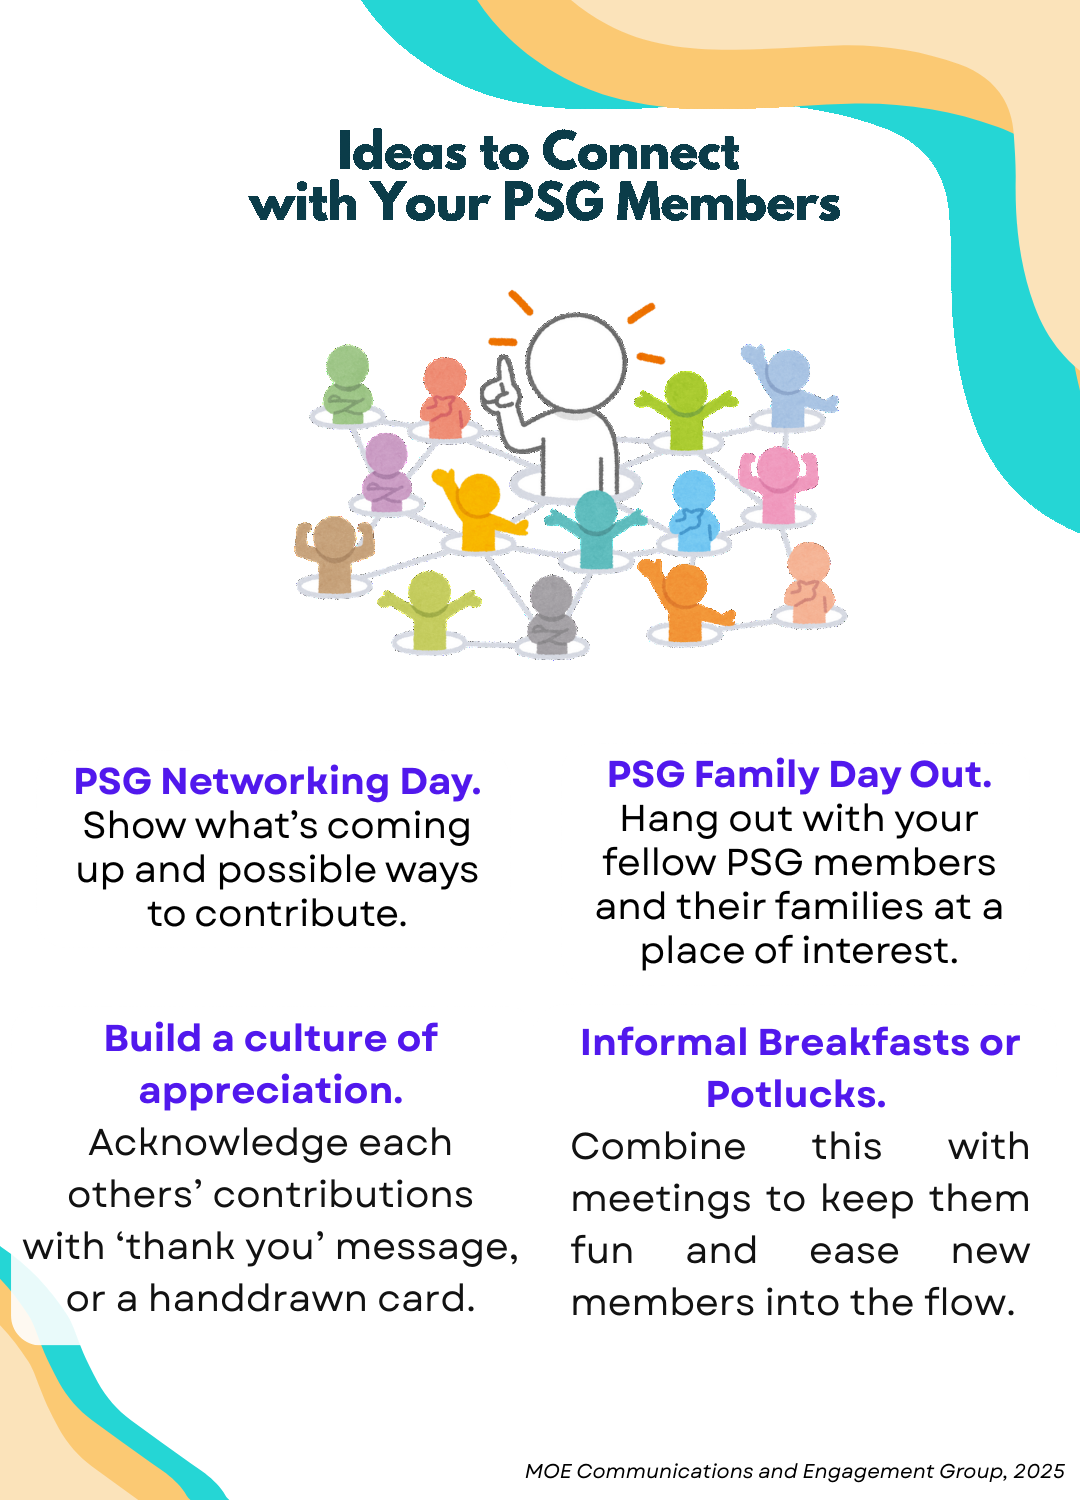 Ideas to Connect
with Your PSG Members
PSG Networking Day.
Show what’s coming
up and possible ways
to contribute.
PSG Family Day Out.
Hang out with your
fellow PSG members
and their families at a
place of interest.
Build a culture of
appreciation.
Acknowledge each
others’ contributions
with ‘thank you’ message,
or a handdrawn card.
Informal Breakfasts or
Potlucks.
Combine this with
meetings to keep them
fun and ease new
members into the flow.
MOE Communications and Engagement Group, 2025